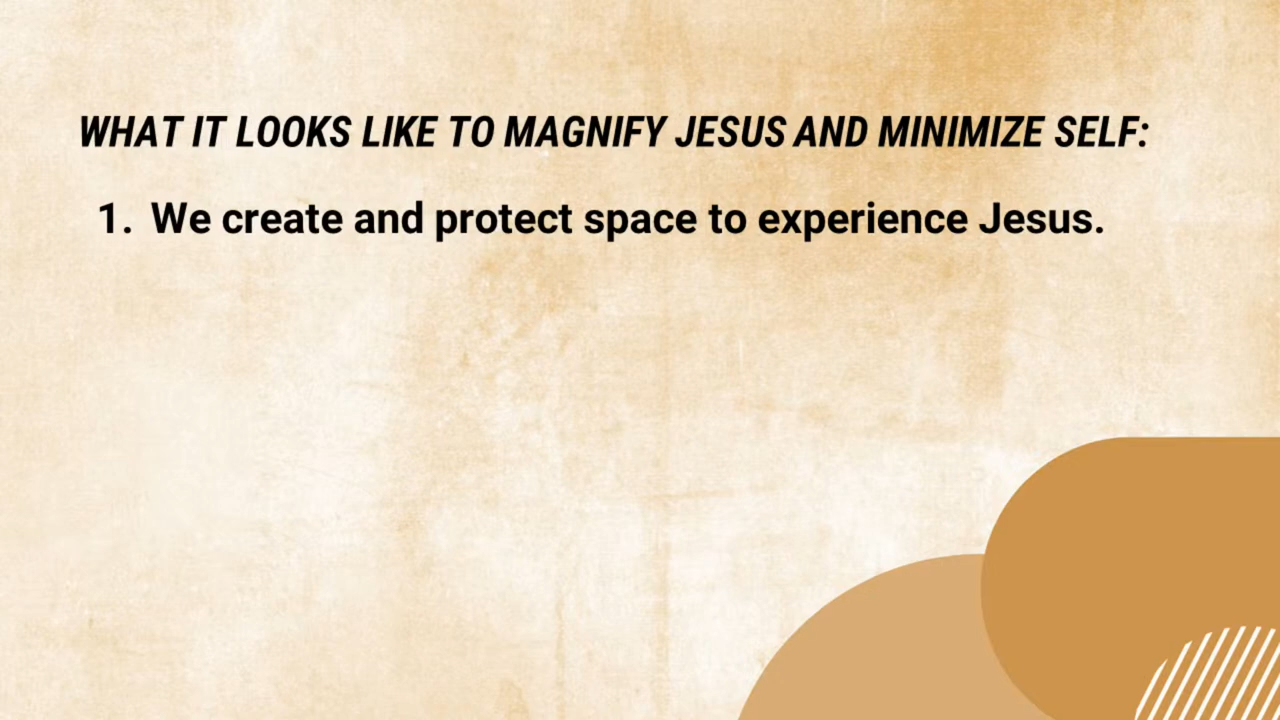 WHAT IT LOOKS LIKE TO MAGNIFY JESUS AND MINIMIZE SELF:
1. We create and protect space to experience Jesus.